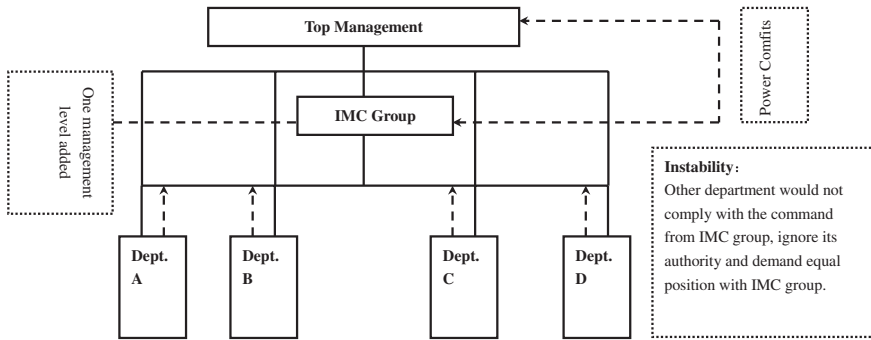 Top Management
Power Comfits
One management
level added
IMC Group
Instability：
Other department would not
comply with the command
from IMC group, ignore its
authority and demand equal
position with IMC group.
Dept.
A
Dept.
B
Dept.
C
Dept.
D